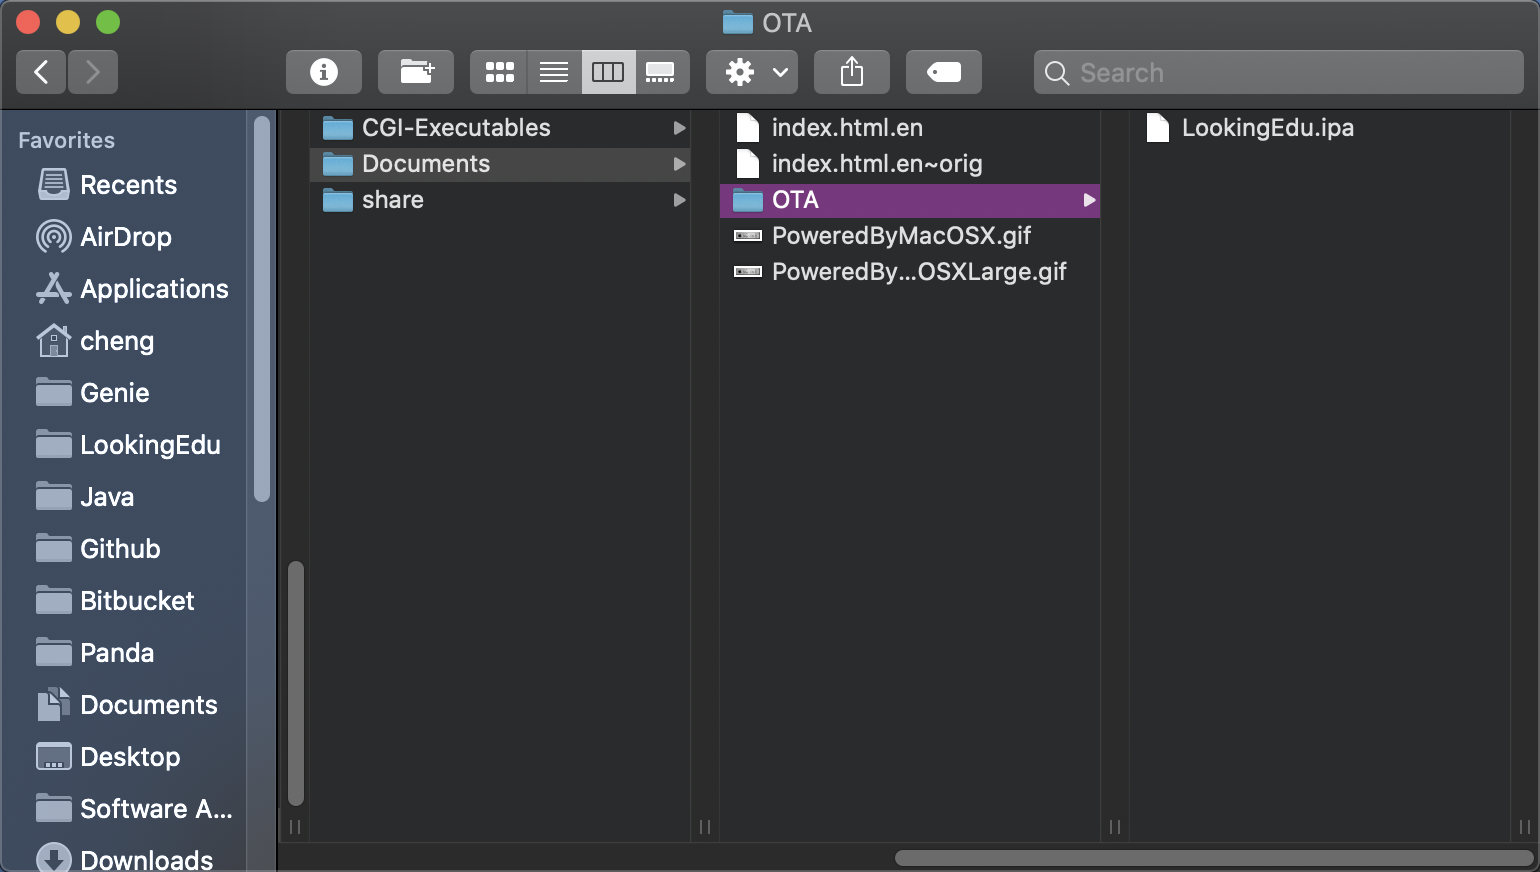 OTA
Search
Favorites
Recents
AirDrop
Applications
cheng
Genie
LookingEdu
Java
Github
Bitbucket
Panda
Documents
Desktop
Software A...
Downloads
CGI-Executables
Documents
share
index.html.en
index.html.en~orig
OTA
PoweredByMacOSX.gif
PoweredBy...OSXLarge.gif
LookingEdu.ipa